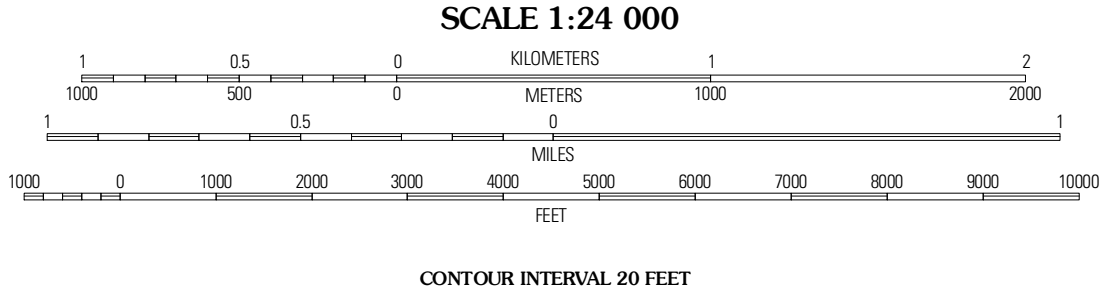 SCALE 1:24 000
1 0.5 0 KILOMETERS 1 2
1000 500 0 METERS 1000 2000
1 0.5 0 1
MILES
1000 0 1000 2000 3000 4000 5000 6000 7000 8000 9000 10000
FEET
CONTOUR INTERVAL 20 FEET